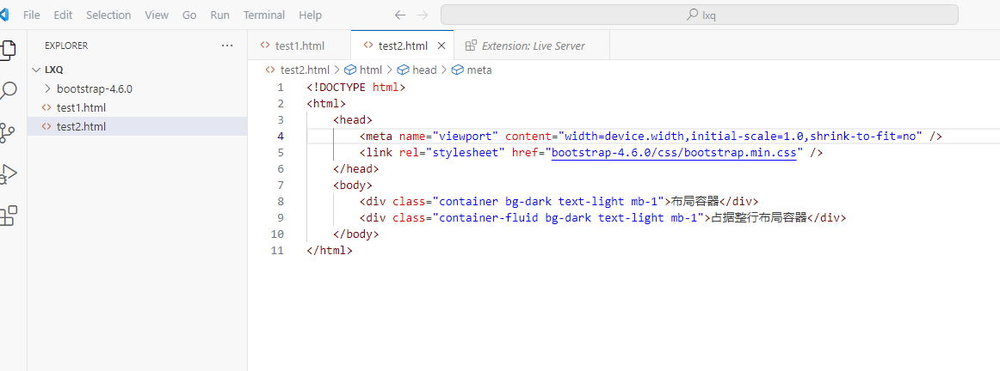 File Edit Selection View Go Run Terminal Help ← → lxq
EXPLORER ···
LXQ
bootstrap-4.6.0
test1.html
test2.html
test1.html test2.html × Extension: Live Server
test2.html > html > head > meta
1 <!DOCTYPE html>
2 <html>
3 <head>
4 <meta name="viewport" content="width=device.width,initial-scale=1.0,shrink-to-fit=no" />
5 <link rel="stylesheet" href="bootstrap-4.6.0/css/bootstrap.min.css" />
6 </head>
7 <body>
8 <div class="container bg-dark text-light mb-1">布局容器</div>
9 <div class="container-fluid bg-dark text-light mb-1">占据整行布局容器</div>
10 </body>
11 </html>